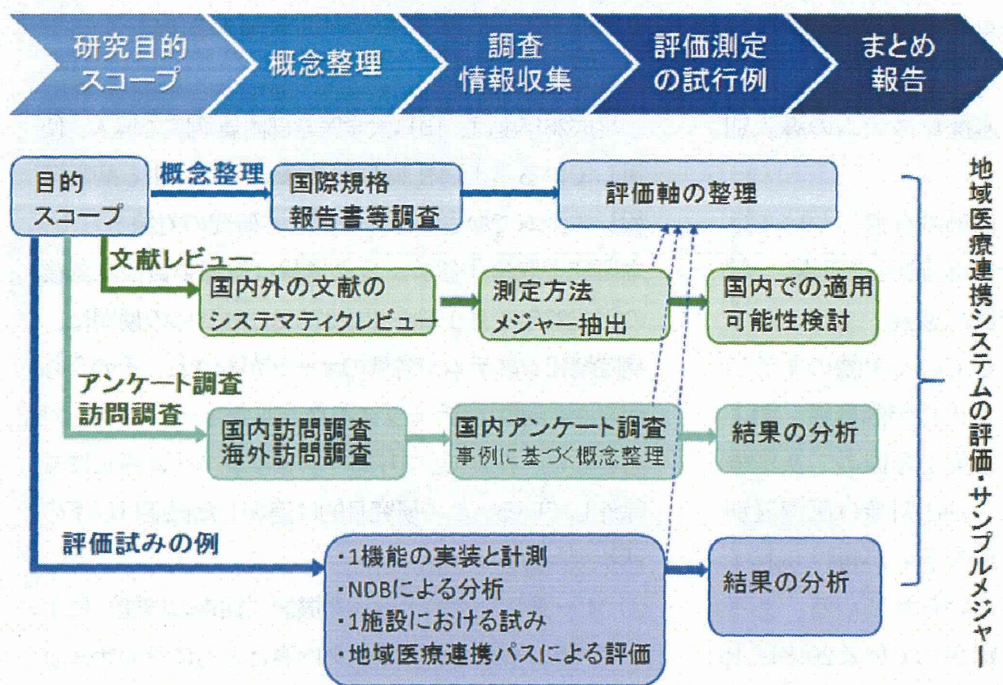 研究目的
スコープ
概念整理
調査
情報収集
評価測定
の試行例
まとめ
報告
目的
スコープ
概念整理
国際規格
報告書等調査
評価軸の整理
文献レビュー
国内外の文献の
システマティクレビュー
測定方法
メジャー抽出
国内での適用
可能性検討
アンケート調査
訪問調査
国内訪問調査
海外訪問調査
国内アンケート調査
事例に基づく概念整理
結果の分析
評価試みの例
・1機能の実装と計測
・NDBによる分析
・1施設における試み
・地域医療連携パスによる評価
結果の分析
地域医療連携システムの評価・サンプルメジャー